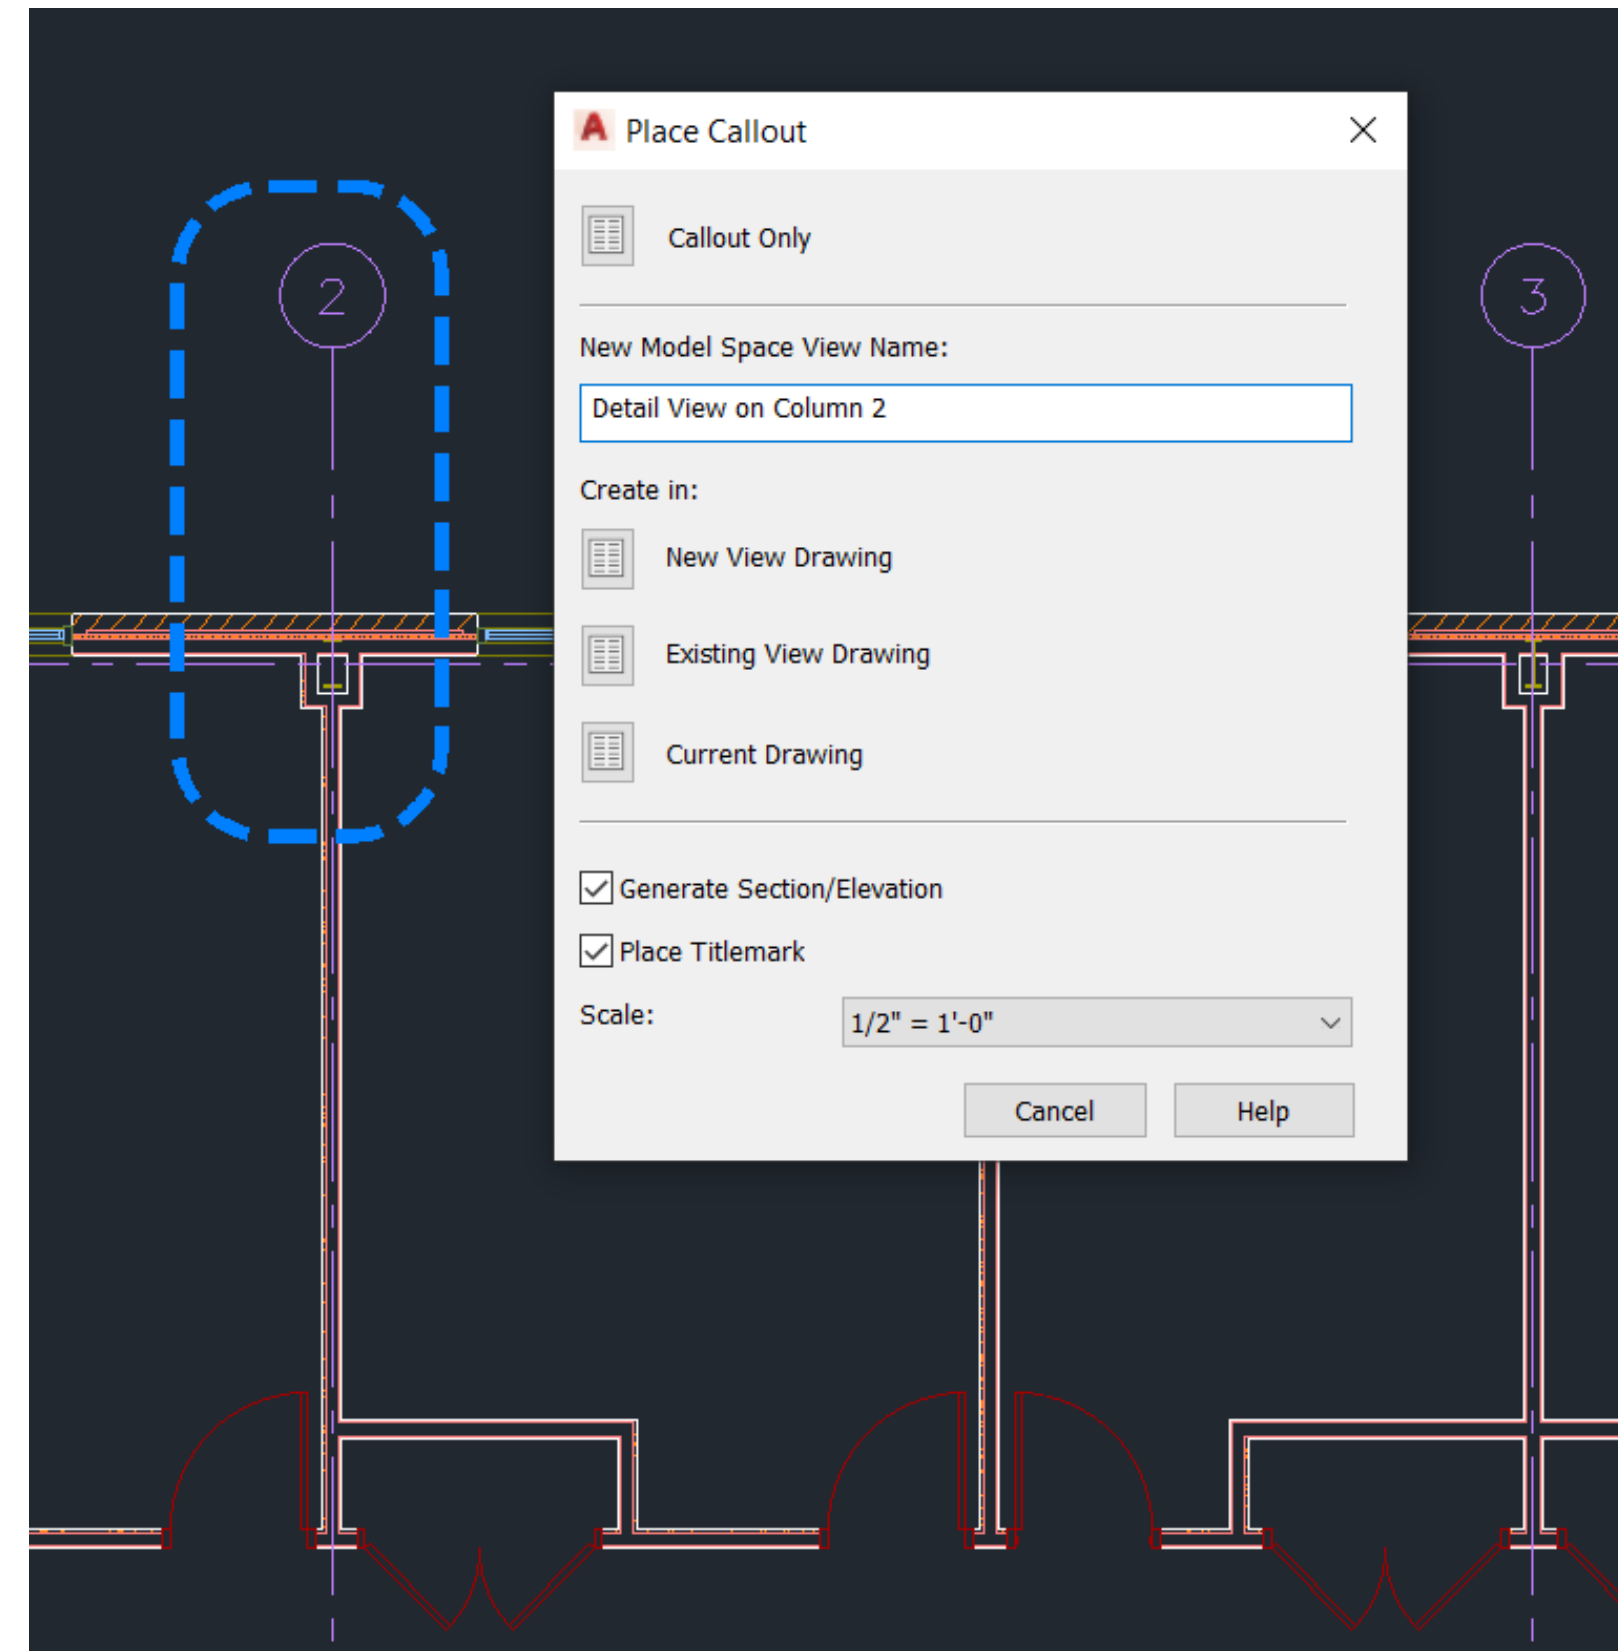 Place Callout
2
Callout Only
3
New Model Space View Name:
Detail View on Column 2
Create in:
New View Drawing
Existing View Drawing
Current Drawing
Generate Section/Elevation
Place Titlemark
Scale:
1/2" = 1'-0"
Cancel
Help